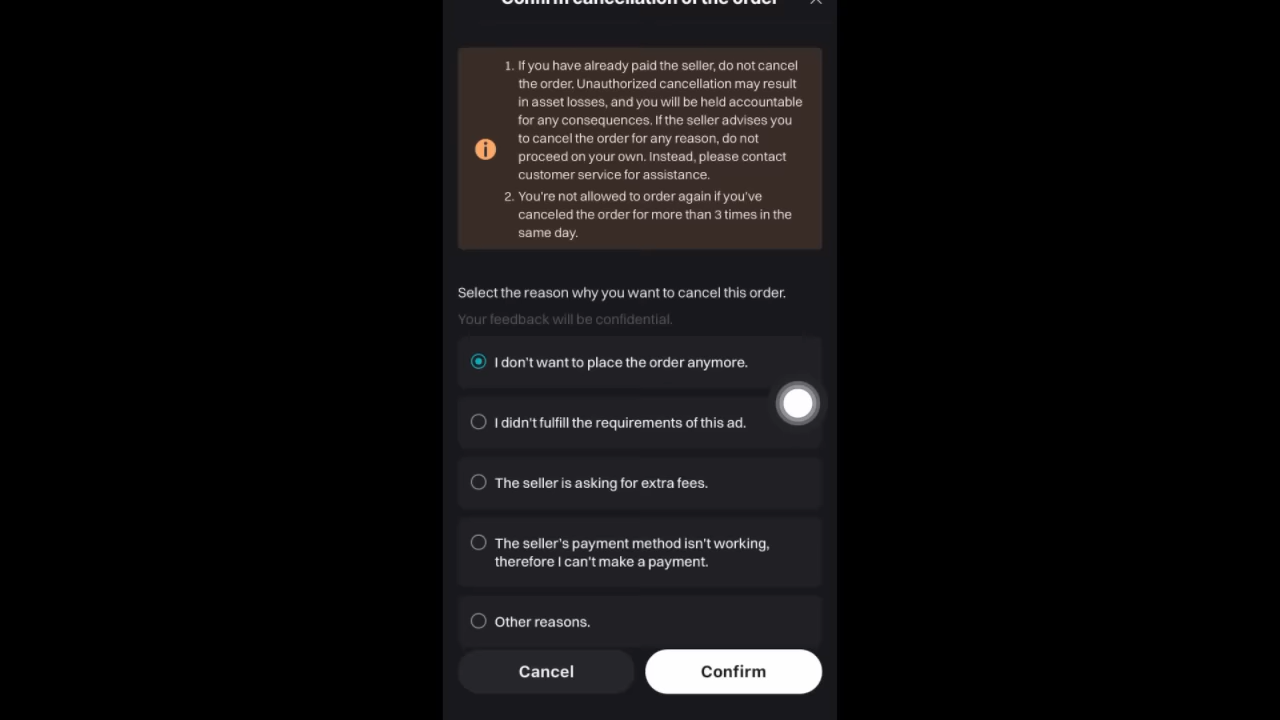 Confirm cancellation of the order
1. If you have already paid the seller, do not cancel
the order. Unauthorized cancellation may result
in asset losses, and you will be held accountable
for any consequences. If the seller advises you
to cancel the order for any reason, do not
proceed on your own. Instead, please contact
customer service for assistance.
2. You're not allowed to order again if you've
canceled the order for more than 3 times in the
same day.
Select the reason why you want to cancel this order.
Your feedback will be confidential.
I don't want to place the order anymore.
I didn't fulfill the requirements of this ad.
The seller is asking for extra fees.
The seller's payment method isn't working,
therefore I can't make a payment.
Other reasons.
Cancel
Confirm